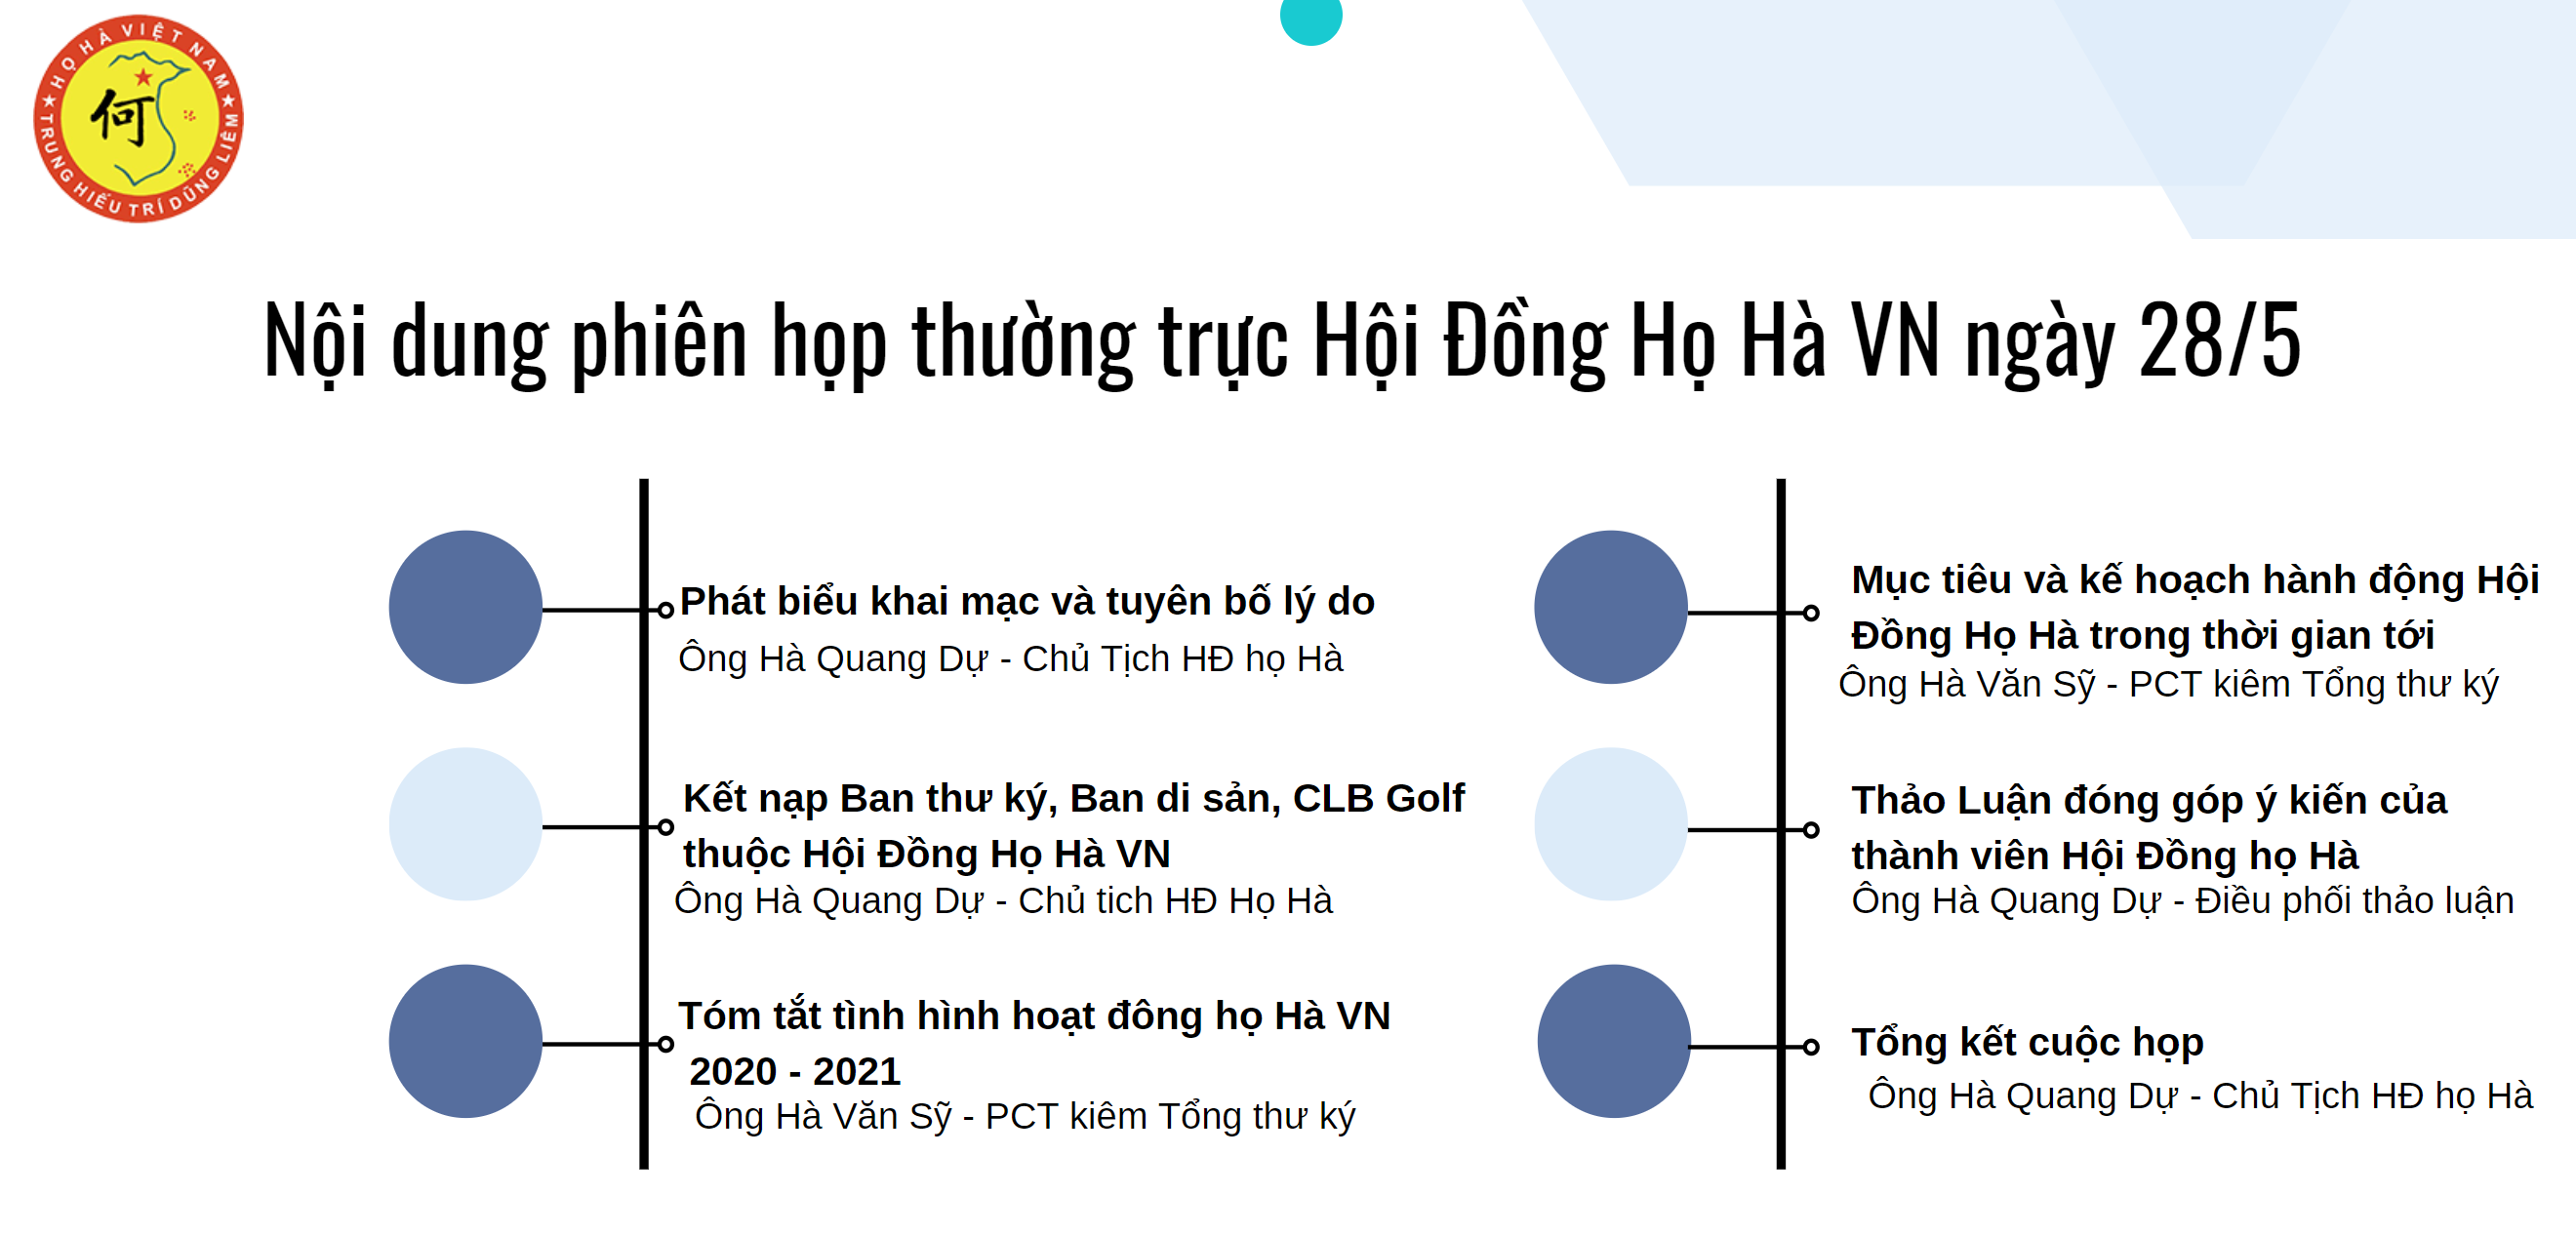 ★ HỌ HÀ VIỆT NAM ★
TRUNG HIẾU TRÍ DŨNG LIÊM
何
Nội dung phiên họp thường trực Hội Đồng Họ Hà VN ngày 28/5
Phát biểu khai mạc và tuyên bố lý do
Ông Hà Quang Dự - Chủ Tịch HĐ họ Hà
Kết nạp Ban thư ký, Ban di sản, CLB Golf
thuộc Hội Đồng Họ Hà VN
Ông Hà Quang Dự - Chủ tich HĐ Họ Hà
Tóm tắt tình hình hoạt đông họ Hà VN
2020 - 2021
Ông Hà Văn Sỹ - PCT kiêm Tổng thư ký
Mục tiêu và kế hoạch hành động Hội
Đồng Họ Hà trong thời gian tới
Ông Hà Văn Sỹ - PCT kiêm Tổng thư ký
Thảo Luận đóng góp ý kiến của
thành viên Hội Đồng họ Hà
Ông Hà Quang Dự - Điều phối thảo luận
Tổng kết cuộc họp
Ông Hà Quang Dự - Chủ Tịch HĐ họ Hà